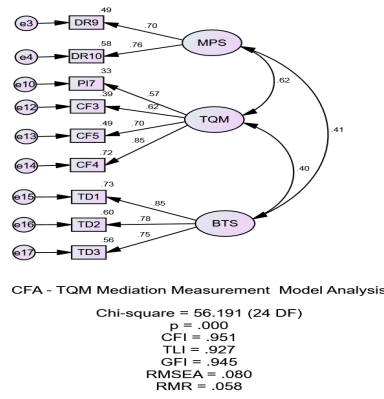 .49
e3 DR9 .70
.58 MPS
e4 DR10 .76
.33
e10 PI7 .57 .62
.39
e12 CF3 .62
.49 TQM .41
e13 CF5 .70
.72 .85
e14 CF4
.73 .40
e15 TD1 .85
.60
e16 TD2 .78 BTS
.56
e17 TD3 .75
CFA - TQM Mediation Measurement Model Analysis
Chi-square = 56.191 (24 DF)
p = .000
CFI = .951
TLI = .927
GFI = .945
RMSEA = .080
RMR = .058